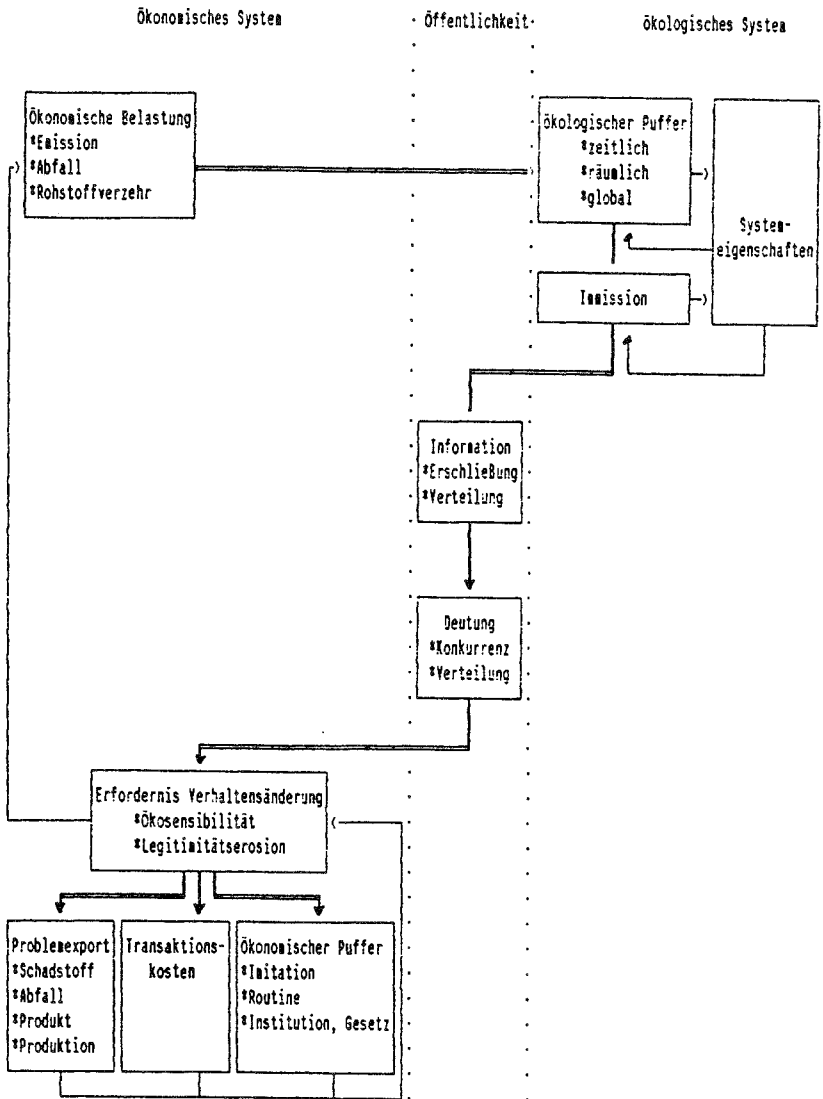 Ökonomisches System
Öffentlichkeit
ökologisches System
Ökonomische Belastung
*Emission
*Abfall
*Rohstoffverzehr
ökologischer Puffer
*zeitlich
*räumlich
*global
System-
eigenschaften
Immission
Information
*Erschließung
*Verteilung
Deutung
*Konkurrenz
*Verteilung
Erfordernis Verhaltensänderung
*Ökosensibilität
*Legitimitätserosion
Problemexport
*Schadstoff
*Abfall
*Produkt
*Produktion
Transaktions-
kosten
Ökonomischer Puffer
*Imitation
*Routine
*Institution, Gesetz